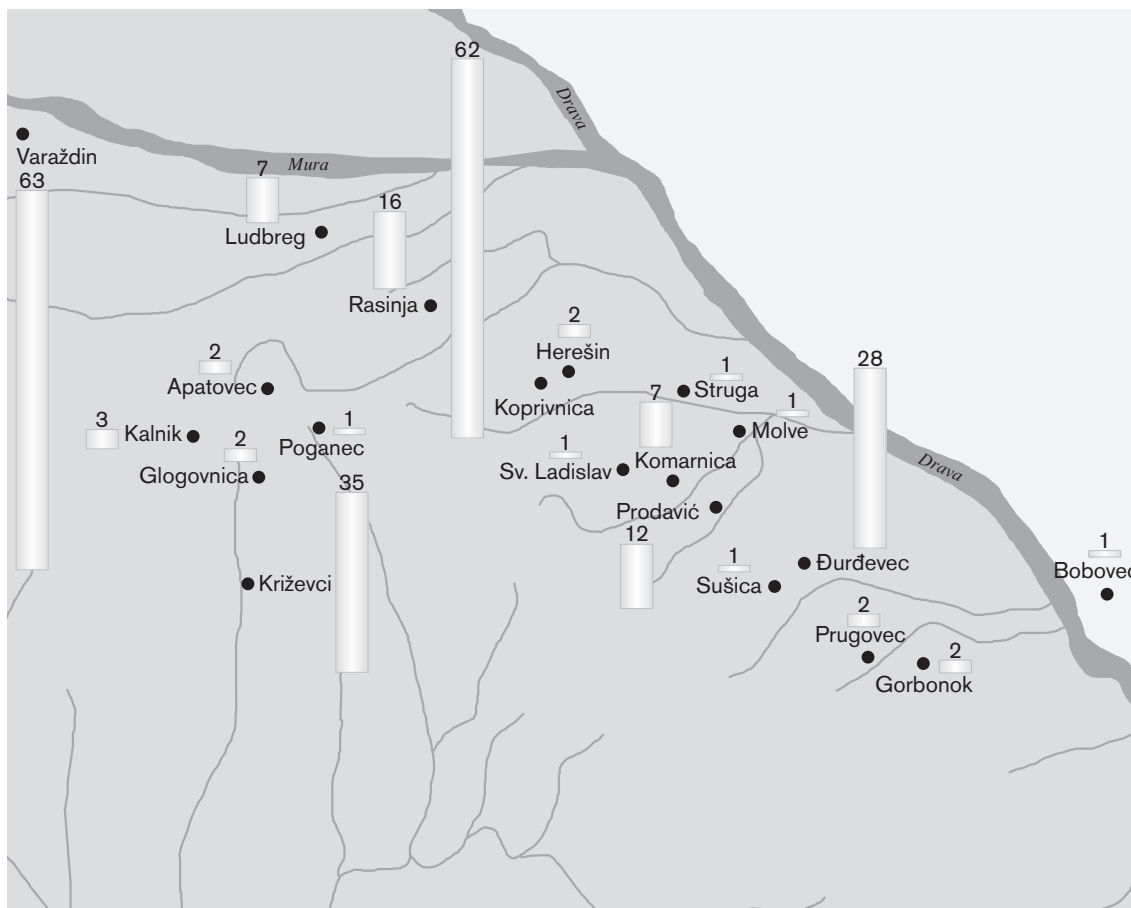 62
Drava
Varaždin
63
7
Mura
16
Ludbreg
Rasinja
2
Herešin
2
Apatovec
Koprivnica
1
Struga
28
7
1
Molve
3
Kalnik
Poganec
1
2
Glogovnica
1
Sv. Ladislav
Komarnica
Drava
35
Prodavić
12
1
Sušica
Đurđevec
1
Bobovec
Križevci
2
Prugovec
2
Gorbonok